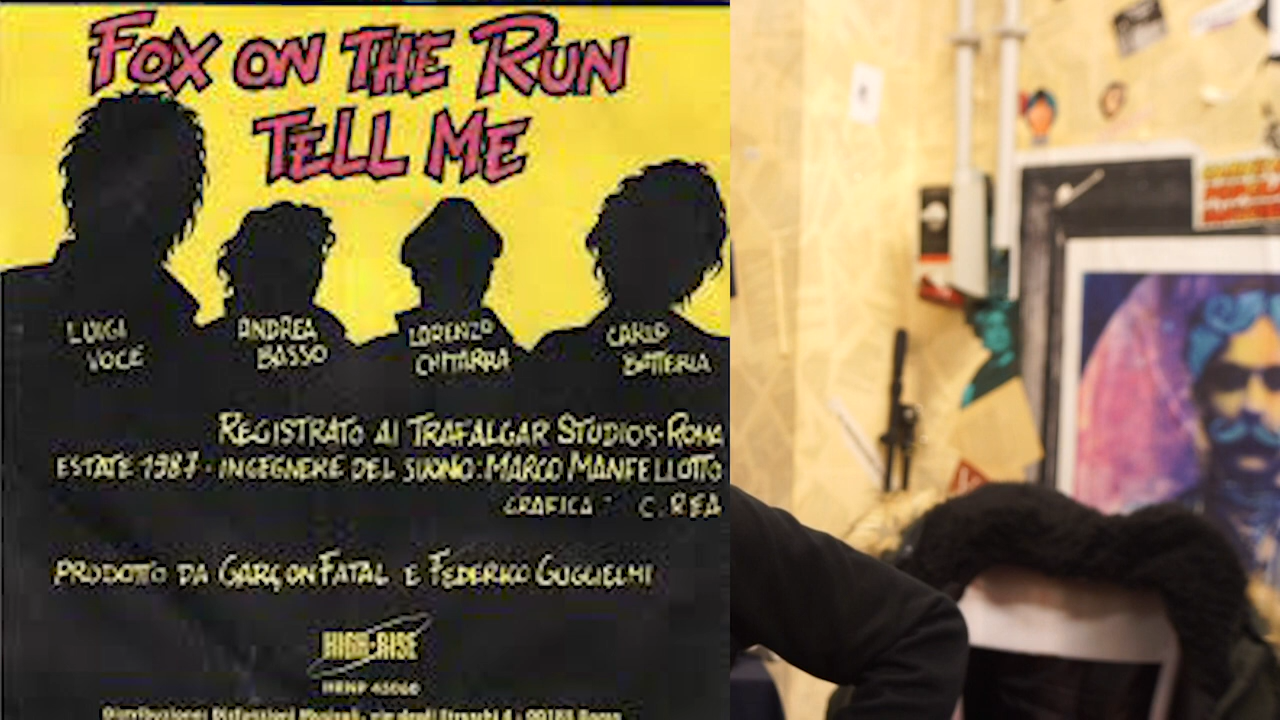 FOX ON THE RUN
TELL ME
LUIGI
VOCE
ANDREA
BASSO
LORENZO
CHITARRA
CARLO
BATTERIA
REGISTRATO AI TRAFALGAR STUDIOS·ROMA
ESTATE 1987· INGEGNERE DEL SUONO: MARCO MANFELLOTTO
GRAFICA: C. REA
PRODOTTO DA GARÇON FATAL E FEDERICO GUGLIELMI
HIGH·RISE